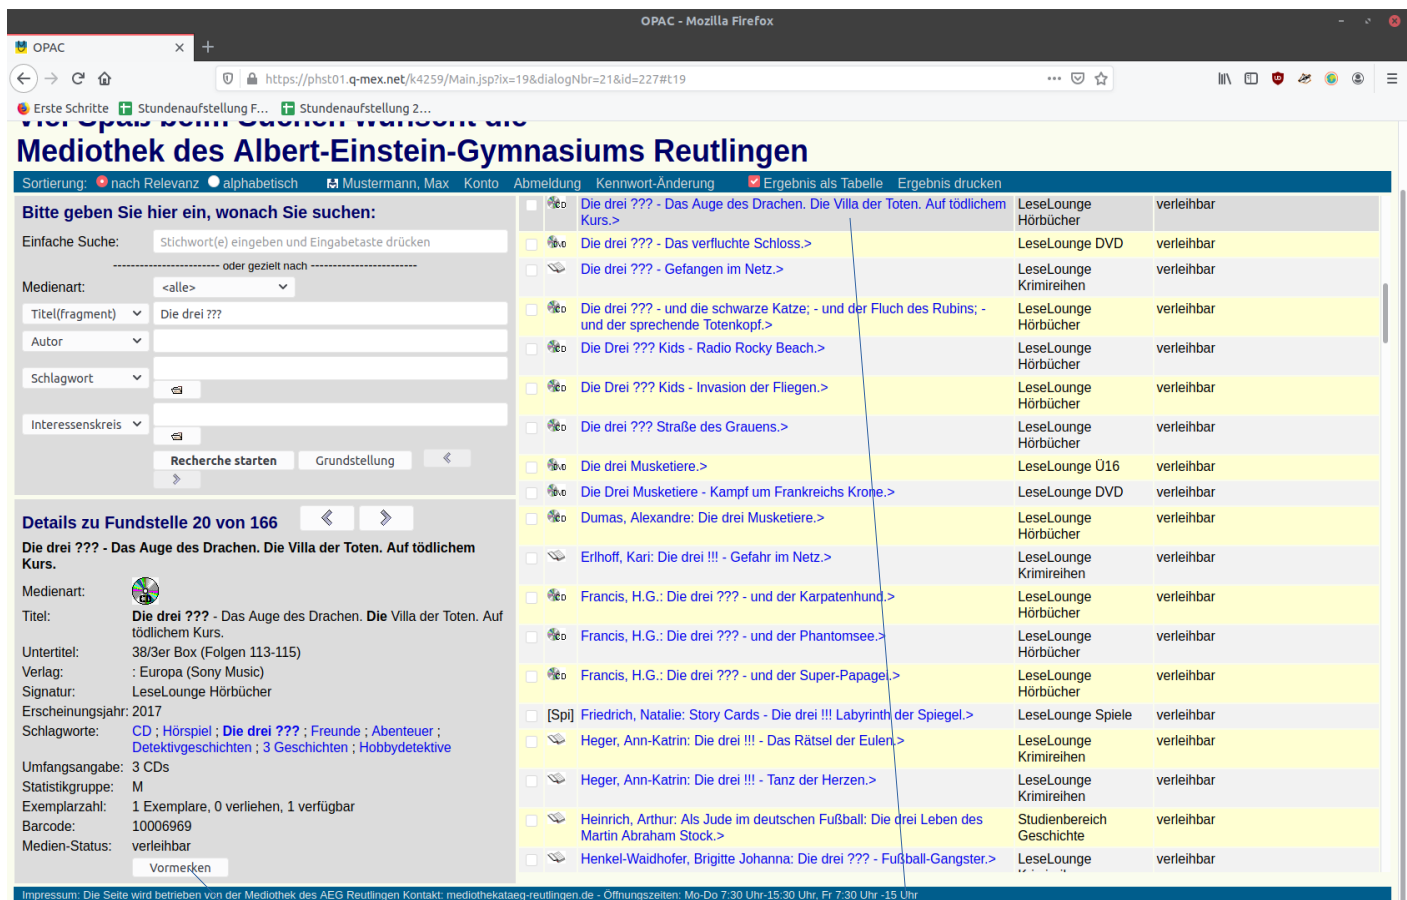 OPAC - Mozilla Firefox
OPAC
https://phst01.q-mex.net/k4259/Main.jsp?ix=19&dialogNbr=21&id=227#t19
Erste Schritte Stundenaufstellung F... Stundenaufstellung 2...
Viel Spaß beim Suchen wünscht die
Mediothek des Albert-Einstein-Gymnasiums Reutlingen
Sortierung: nach Relevanz alphabetisch Mustermann, Max Konto Abmeldung Kennwort-Änderung Ergebnis als Tabelle Ergebnis drucken
Bitte geben Sie hier ein, wonach Sie suchen:
Einfache Suche: Stichwort(e) eingeben und Eingabetaste drücken
------------------------ oder gezielt nach ------------------------
Medienart: <alle>
Titel(fragment) Die drei ???
Autor
Schlagwort
Interessenskreis
Recherche starten Grundstellung
Details zu Fundstelle 20 von 166
Die drei ??? - Das Auge des Drachen. Die Villa der Toten. Auf tödlichem
Kurs.
Medienart: CD
Titel: Die drei ??? - Das Auge des Drachen. Die Villa der Toten. Auf
tödlichem Kurs.
Untertitel: 38/3er Box (Folgen 113-115)
Verlag: : Europa (Sony Music)
Signatur: LeseLounge Hörbücher
Erscheinungsjahr: 2017
Schlagworte: CD ; Hörspiel ; Die drei ??? ; Freunde ; Abenteuer ;
Detektivgeschichten ; 3 Geschichten ; Hobbydetektive
Umfangsangabe: 3 CDs
Statistikgruppe: M
Exemplarzahl: 1 Exemplare, 0 verliehen, 1 verfügbar
Barcode: 10006969
Medien-Status: verleihbar
Vormerken
CD Die drei ??? - Das Auge des Drachen. Die Villa der Toten. Auf tödlichem LeseLounge verleihbar
Kurs.> Hörbücher
DVD Die drei ??? - Das verfluchte Schloss.> LeseLounge DVD verleihbar
Die drei ??? - Gefangen im Netz.> LeseLounge verleihbar
Krimireihen
CD Die drei ??? - und die schwarze Katze; - und der Fluch des Rubins; - LeseLounge verleihbar
und der sprechende Totenkopf.> Hörbücher
CD Die Drei ??? Kids - Radio Rocky Beach.> LeseLounge verleihbar
Hörbücher
CD Die Drei ??? Kids - Invasion der Fliegen.> LeseLounge verleihbar
Hörbücher
CD Die drei ??? Straße des Grauens.> LeseLounge verleihbar
Hörbücher
DVD Die drei Musketiere.> LeseLounge Ü16 verleihbar
DVD Die Drei Musketiere - Kampf um Frankreichs Krone.> LeseLounge DVD verleihbar
CD Dumas, Alexandre: Die drei Musketiere.> LeseLounge verleihbar
Hörbücher
Erlhoff, Kari: Die drei !!! - Gefahr im Netz.> LeseLounge verleihbar
Krimireihen
CD Francis, H.G.: Die drei ??? - und der Karpatenhund.> LeseLounge verleihbar
Hörbücher
CD Francis, H.G.: Die drei ??? - und der Phantomsee.> LeseLounge verleihbar
Hörbücher
CD Francis, H.G.: Die drei ??? - und der Super-Papagei.> LeseLounge verleihbar
Hörbücher
[Spi] Friedrich, Natalie: Story Cards - Die drei !!! Labyrinth der Spiegel.> LeseLounge Spiele verleihbar
Heger, Ann-Katrin: Die drei !!! - Das Rätsel der Eulen.> LeseLounge verleihbar
Krimireihen
Heger, Ann-Katrin: Die drei !!! - Tanz der Herzen.> LeseLounge verleihbar
Krimireihen
Heinrich, Arthur: Als Jude im deutschen Fußball: Die drei Leben des Studienbereich verleihbar
Martin Abraham Stock.> Geschichte
Henkel-Waidhofer, Brigitte Johanna: Die drei ??? - Fußball-Gangster.> LeseLounge verleihbar
Impressum: Die Seite wird betrieben von der Mediothek des AEG Reutlingen Kontakt: mediothekataeg-reutlingen.de - Öffnungszeiten: Mo-Do 7:30 Uhr-15:30 Uhr, Fr 7:30 Uhr -15 Uhr